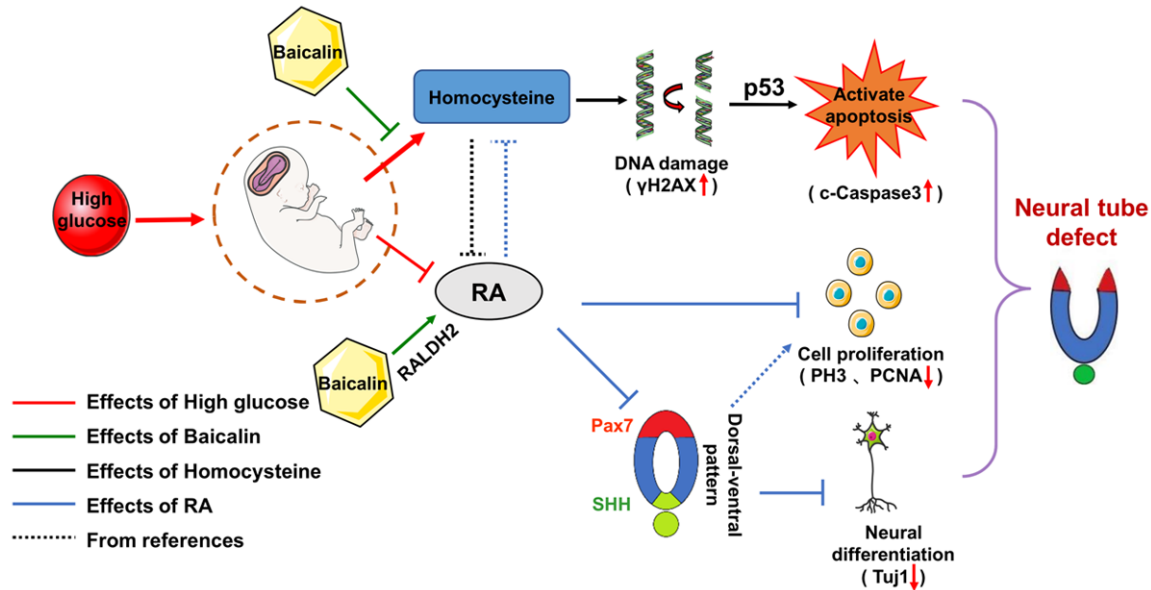 Baicalin
Homocysteine
p53
Activate
apoptosis
DNA damage
( γH2AX )
( c-Caspase3 )
High
glucose
Neural tube
defect
RA
RALDH2
Baicalin
Cell proliferation
( PH3 、 PCNA )
Pax7
SHH
Dorsal-ventral
pattern
Neural
differentiation
( Tuj1 )
Effects of High glucose
Effects of Baicalin
Effects of Homocysteine
Effects of RA
From references